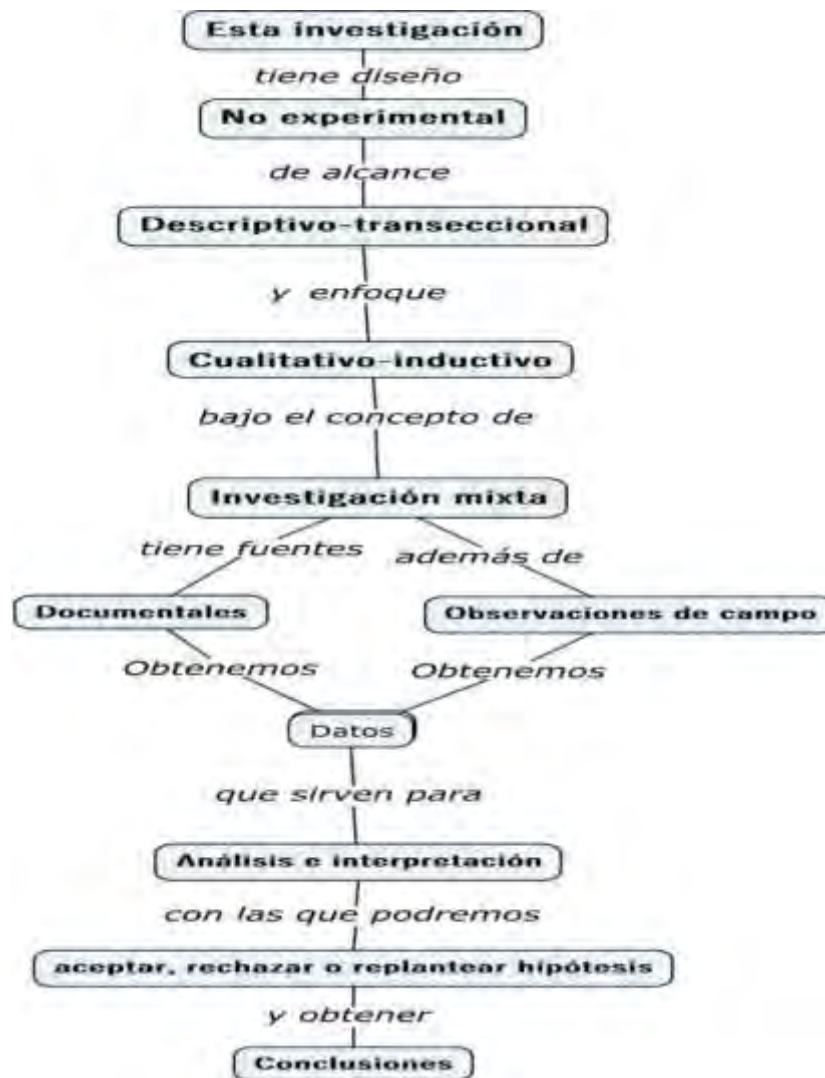 Esta investigación
tiene diseño
No experimental
de alcance
Descriptivo-transeccional
y enfoque
Cualitativo-inductivo
bajo el concepto de
Investigación mixta
tiene fuentes
además de
Documentales
Observaciones de campo
Obtenemos
Obtenemos
Datos
que sirven para
Análisis e interpretación
con las que podremos
aceptar, rechazar o replantear hipótesis
y obtener
Conclusiones